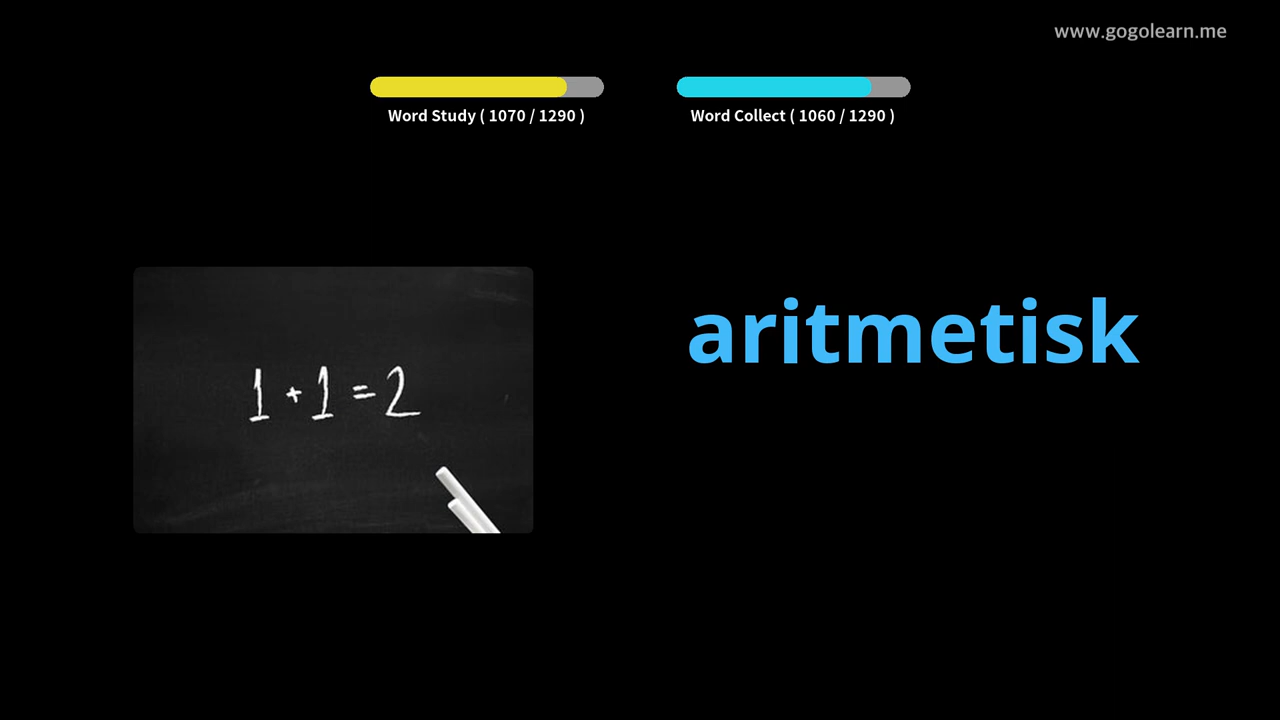 www.gogolearn.me
Word Study ( 1070 / 1290 )
Word Collect ( 1060 / 1290 )
aritmetisk
1 + 1 = 2